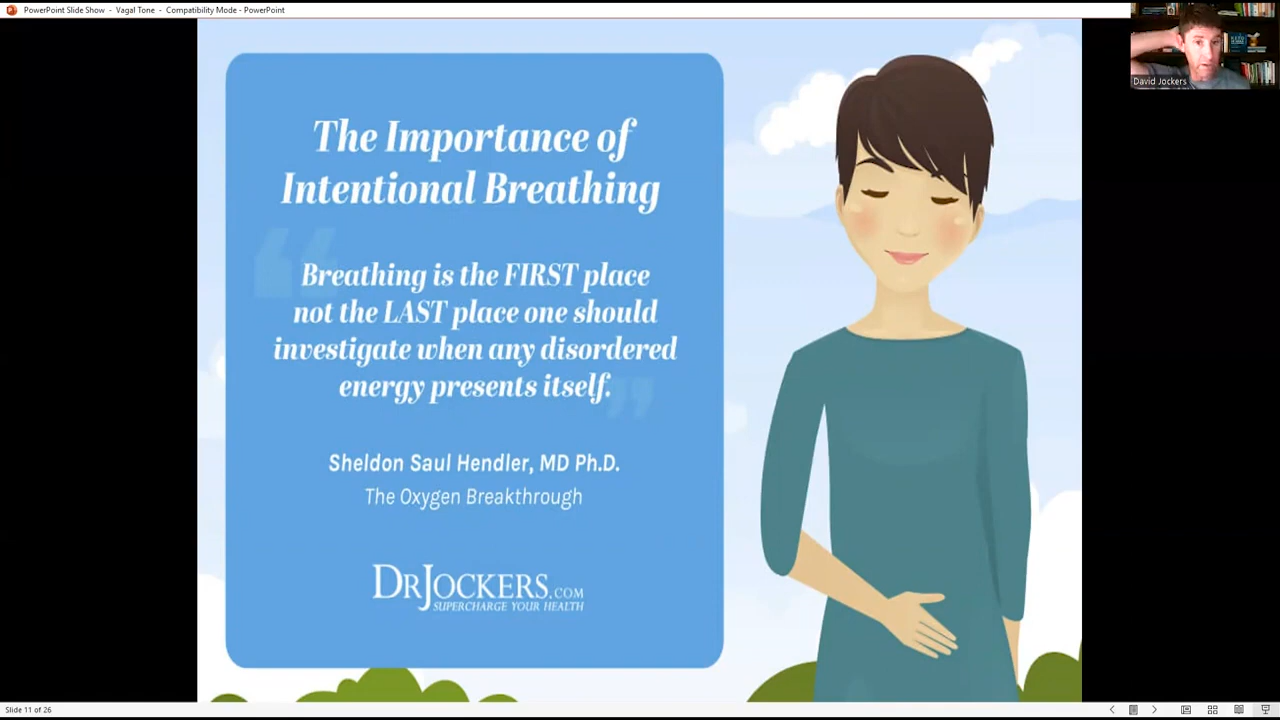 PowerPoint Slide Show - Vagal Tone - Compatibility Mode - PowerPoint
David Jockers
The Importance of
Intentional Breathing
Breathing is the FIRST place
not the LAST place one should
investigate when any disordered
energy presents itself.
Sheldon Saul Hendler, MD Ph.D.
The Oxygen Breakthrough
DRJOCKERS.COM
SUPERCHARGE YOUR HEALTH
Slide 11 of 26